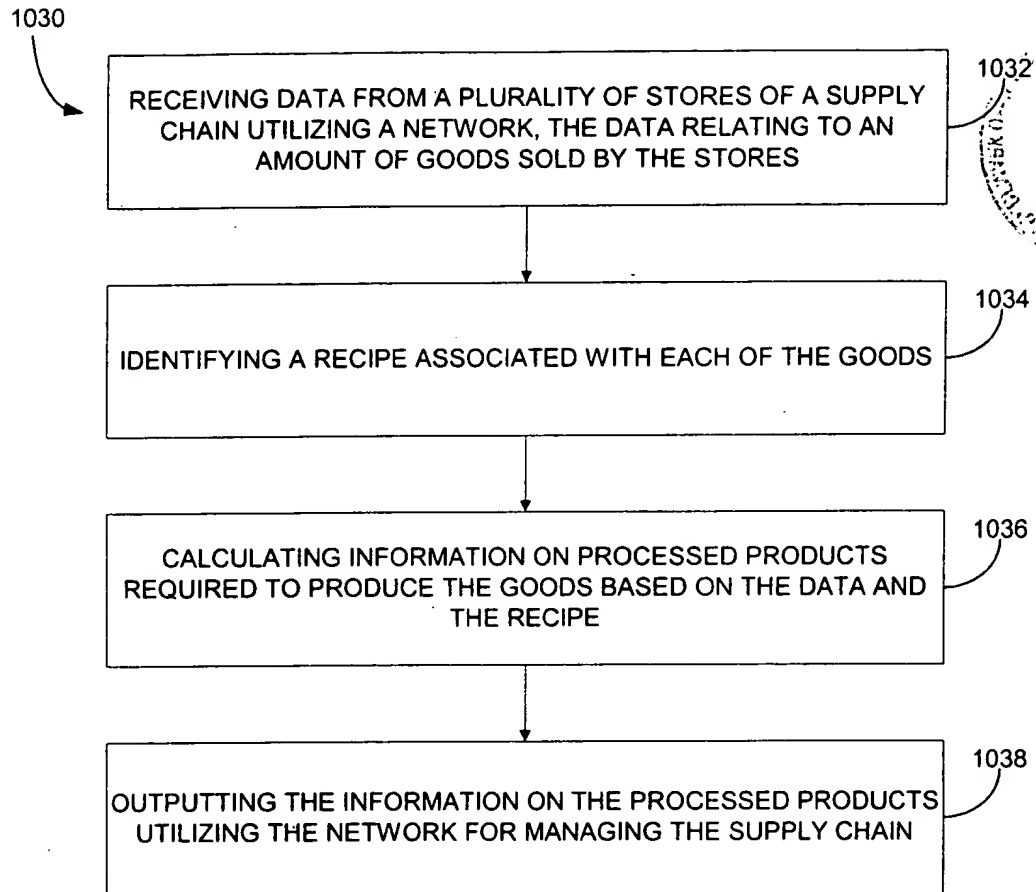 1030
1032
RECEIVING DATA FROM A PLURALITY OF STORES OF A SUPPLY
CHAIN UTILIZING A NETWORK, THE DATA RELATING TO AN
AMOUNT OF GOODS SOLD BY THE STORES
1034
IDENTIFYING A RECIPE ASSOCIATED WITH EACH OF THE GOODS
1036
CALCULATING INFORMATION ON PROCESSED PRODUCTS
REQUIRED TO PRODUCE THE GOODS BASED ON THE DATA AND
THE RECIPE
1038
OUTPUTTING THE INFORMATION ON THE PROCESSED PRODUCTS
UTILIZING THE NETWORK FOR MANAGING THE SUPPLY CHAIN